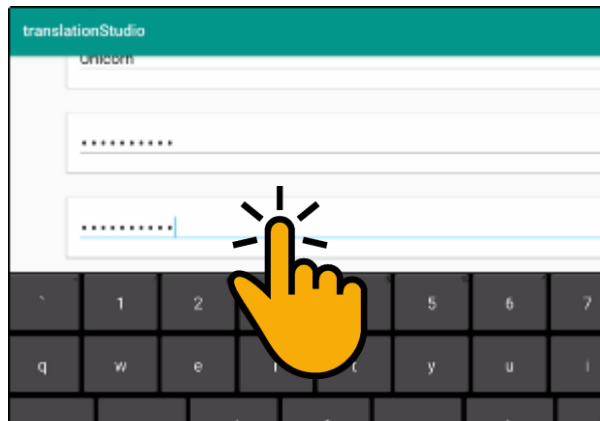 translationStudio
Unicorn
••••••••••
••••••••••
` 1 2 5 6 7
q w e r t y u i